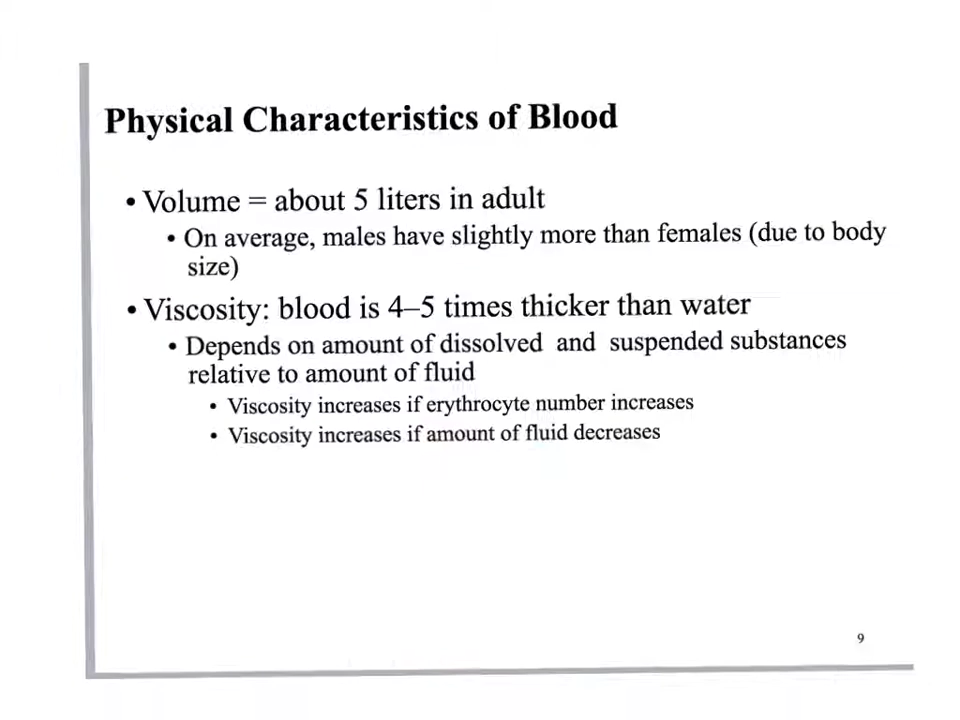 Physical Characteristics of Blood
• Volume = about 5 liters in adult
• On average, males have slightly more than females (due to body
size)
• Viscosity: blood is 4–5 times thicker than water
• Depends on amount of dissolved and suspended substances
relative to amount of fluid
• Viscosity increases if erythrocyte number increases
• Viscosity increases if amount of fluid decreases
9